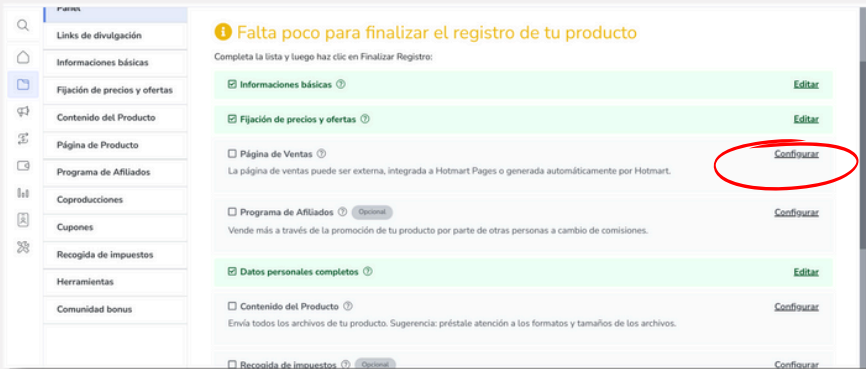 Panel
Links de divulgación
Informaciones básicas
Fijación de precios y ofertas
Contenido del Producto
Página de Producto
Programa de Afiliados
Coproducciones
Cupones
Recogida de impuestos
Herramientas
Comunidad bonus
Falta poco para finalizar el registro de tu producto
Completa la lista y luego haz clic en Finalizar Registro:
Informaciones básicas Editar
Fijación de precios y ofertas Editar
Página de Ventas Configurar
La página de ventas puede ser externa, integrada a Hotmart Pages o generada automáticamente por Hotmart.
Programa de Afiliados Opcional Configurar
Vende más a través de la promoción de tu producto por parte de otras personas a cambio de comisiones.
Datos personales completos Editar
Contenido del Producto Configurar
Envía todos los archivos de tu producto. Sugerencia: préstale atención a los formatos y tamaños de los archivos.
Recogida de impuestos Opcional Configurar